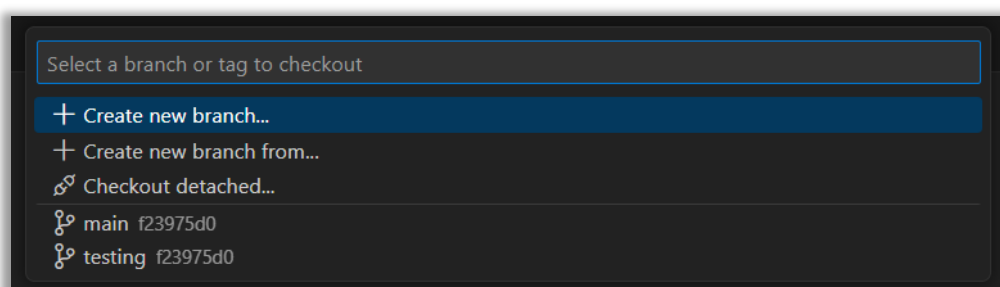 Select a branch or tag to checkout
Create new branch...
Create new branch from...
Checkout detached...
main f23975d0
testing f23975d0